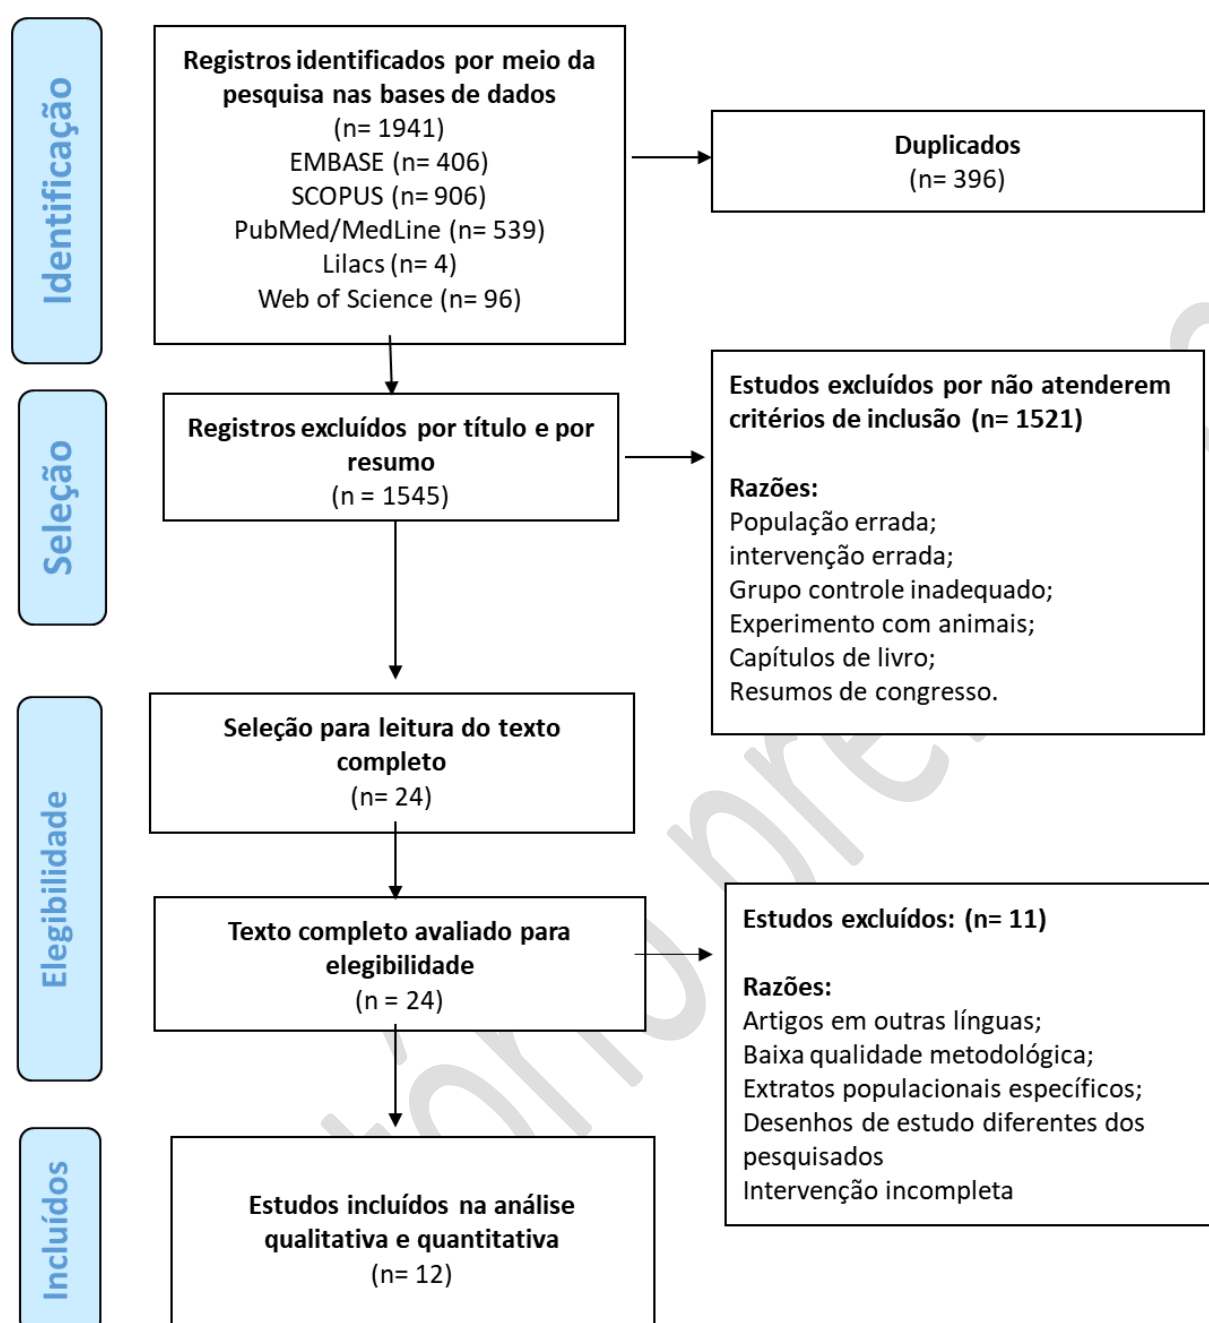 Identificação
Registros identificados por meio da
pesquisa nas bases de dados
(n= 1941)
EMBASE (n= 406)
SCOPUS (n= 906)
PubMed/MedLine (n= 539)
Lilacs (n= 4)
Web of Science (n= 96)
Duplicados
(n= 396)
Seleção
Registros excluídos por título e por
resumo
(n = 1545)
Estudos excluídos por não atenderem
critérios de inclusão (n= 1521)
Razões:
População errada;
intervenção errada;
Grupo controle inadequado;
Experimento com animais;
Capítulos de livro;
Resumos de congresso.
Elegibilidade
Seleção para leitura do texto
completo
(n= 24)
Texto completo avaliado para
elegibilidade
(n = 24)
Estudos excluídos: (n= 11)
Razões:
Artigos em outras línguas;
Baixa qualidade metodológica;
Extratos populacionais específicos;
Desenhos de estudo diferentes dos
pesquisados
Intervenção incompleta
Incluídos
Estudos incluídos na análise
qualitativa e quantitativa
(n= 12)